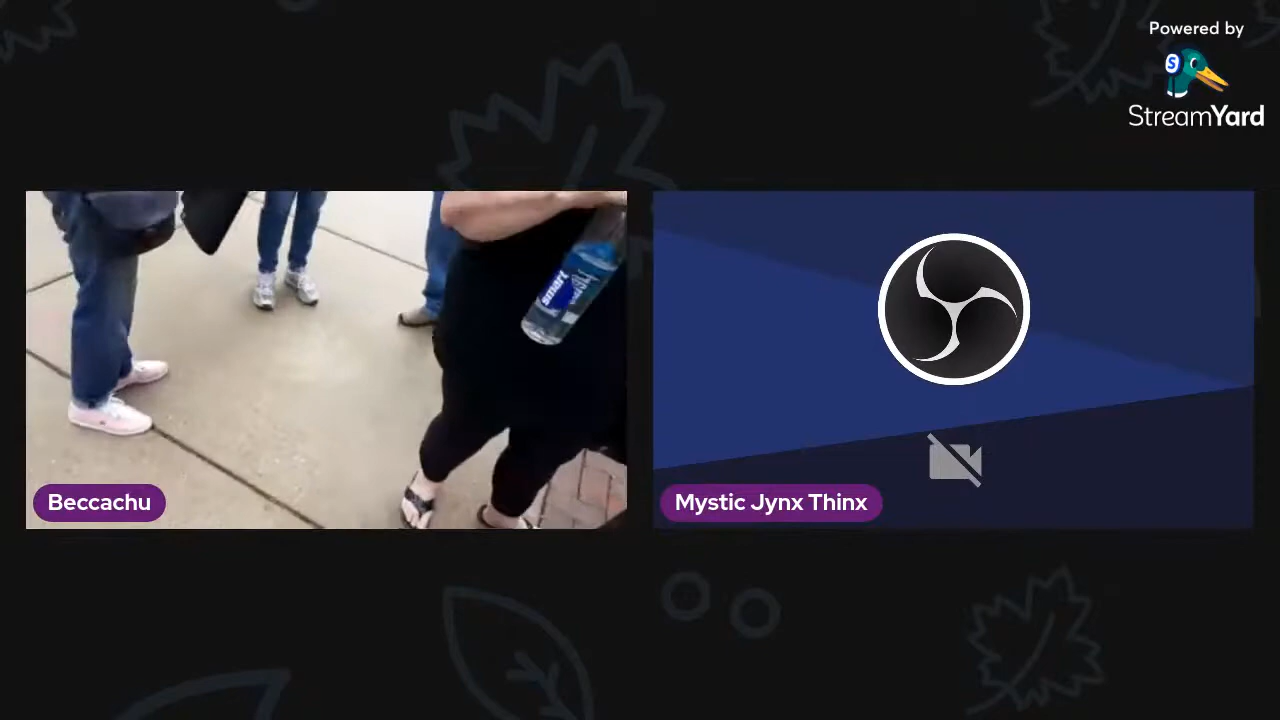 Powered by
StreamYard
smart
Beccachu
Mystic Jynx Thinx